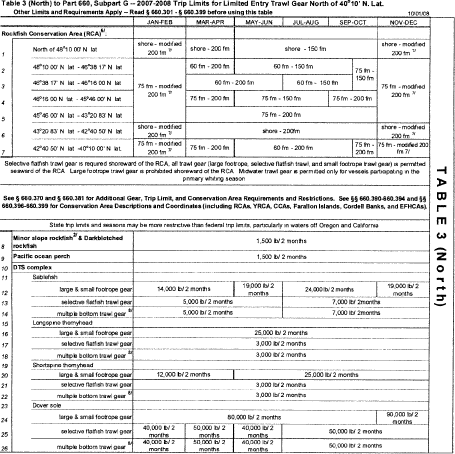 Table 3 (North) to Part 660, Subpart G -- 2007-2008 Trip Limits for Limited Entry Trawl Gear North of 40°10' N. Lat.
Other Limits and Requirements Apply -- Read § 660.301 - § 660.399 before using this table
JAN-FEB MAR-APR MAY-JUN JUL-AUG SEP-OCT NOV-DEC
Rockfish Conservation Area (RCA)
1 North of 48°10'00" N. lat shore - modified 200 fm 7/ shore - 200 fm shore - 150 fm shore - modified 200 fm 7/
2 48°10'00" N. lat - 46°38.17' N. lat 75 fm - modified 200 fm 7/ 60 fm - 200 fm 60 fm - 150 fm 75 fm - 150 fm 75 fm - modified 200 fm 7/
3 46°38.17' N. lat - 46°16.00' N. lat 60 fm - 200 fm 60 fm - 150 fm
4 46°16.00' N. lat - 45°46.00' N. lat 75 fm - 200 fm 75 fm - 150 fm 75 fm - 200 fm
5 45°46.00' N. lat - 43°20.83' N. lat 75 fm - 200 fm
6 43°20.83' N. lat - 42°40.50' N. lat shore - modified 200 fm 7/ shore - 200fm shore - modified 200 fm 7/
7 42°40.50' N. lat - 40°10.00' N. lat 75 fm - modified 200 fm 7/ 75 fm - 200 fm 60 fm - 200 fm 75 fm - 200 fm 75 fm - modified 200 fm 7/
Selective flatfish trawl gear is required shoreward of the RCA; all trawl gear (large footrope, selective flatfish trawl, and small footrope trawl gear) is permitted
seaward of the RCA. Large footrope trawl gear is prohibited shoreward of the RCA. Midwater trawl gear is permitted only for vessels participating in the
primary whiting season.
See § 660.370 and § 660.381 for Additional Gear, Trip Limit, and Conservation Area Requirements and Restrictions. See §§ 660.390-660.394 and §§
660.396-660.399 for Conservation Area Descriptions and Coordinates (including RCAs, YRCA, CCAs, Farallon Islands, Cordell Banks, and EFHCAs).
State trip limits and seasons may be more restrictive than federal trip limits, particularly in waters off Oregon and California
8 Minor slope rockfish 2/ & Darkblotched rockfish 1,500 lb/ 2 months
9 Pacific ocean perch 1,500 lb/ 2 months
10 DTS complex
11 Sablefish
12 large & small footrope gear 14,000 lb/ 2 months 19,000 lb/ 2 months 24,000 lb/ 2 months 19,000 lb/ 2 months
13 selective flatfish trawl gear 5,000 lb/ 2 months 7,000 lb/ 2 months
14 multiple bottom trawl gear 8/ 5,000 lb/ 2 months 7,000 lb/ 2 months
15 Longspine thornyhead
16 large & small footrope gear 25,000 lb/ 2 months
17 selective flatfish trawl gear 3,000 lb/ 2 months
18 multiple bottom trawl gear 8/ 3,000 lb/ 2 months
19 Shortspine thornyhead
20 large & small footrope gear 12,000 lb/ 2 months 25,000 lb/ 2 months
21 selective flatfish trawl gear 3,000 lb/ 2 months
22 multiple bottom trawl gear 8/ 3,000 lb/ 2 months
23 Dover sole
24 large & small footrope gear 80,000 lb/ 2 months
25 selective flatfish trawl gear 40,000 lb/ 2 months 50,000 lb/ 2 months 40,000 lb/ 2 months 50,000 lb/ 2 months
26 multiple bottom trawl gear 8/ 40,000 lb/ 2 months 50,000 lb/ 2 months 40,000 lb/ 2 months 50,000 lb/ 2 months
TABLE 3 (North)